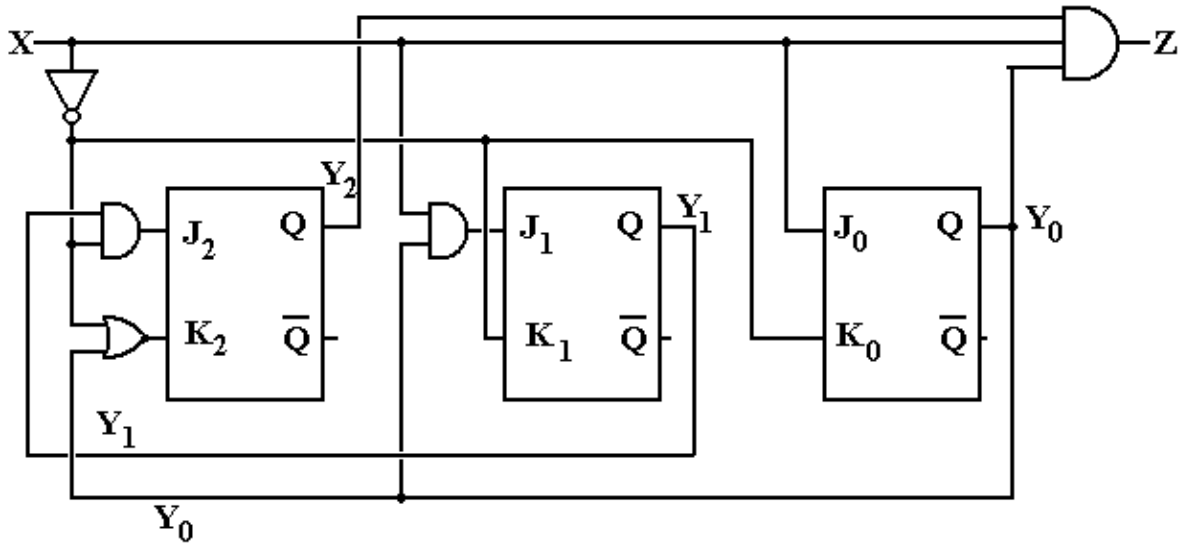 X
Z
Y₂
Y₁
Y₀
J₂
Q
J₁
Q
J₀
Q
K₂
Q̅
K₁
Q̅
K₀
Q̅
Y₁
Y₀